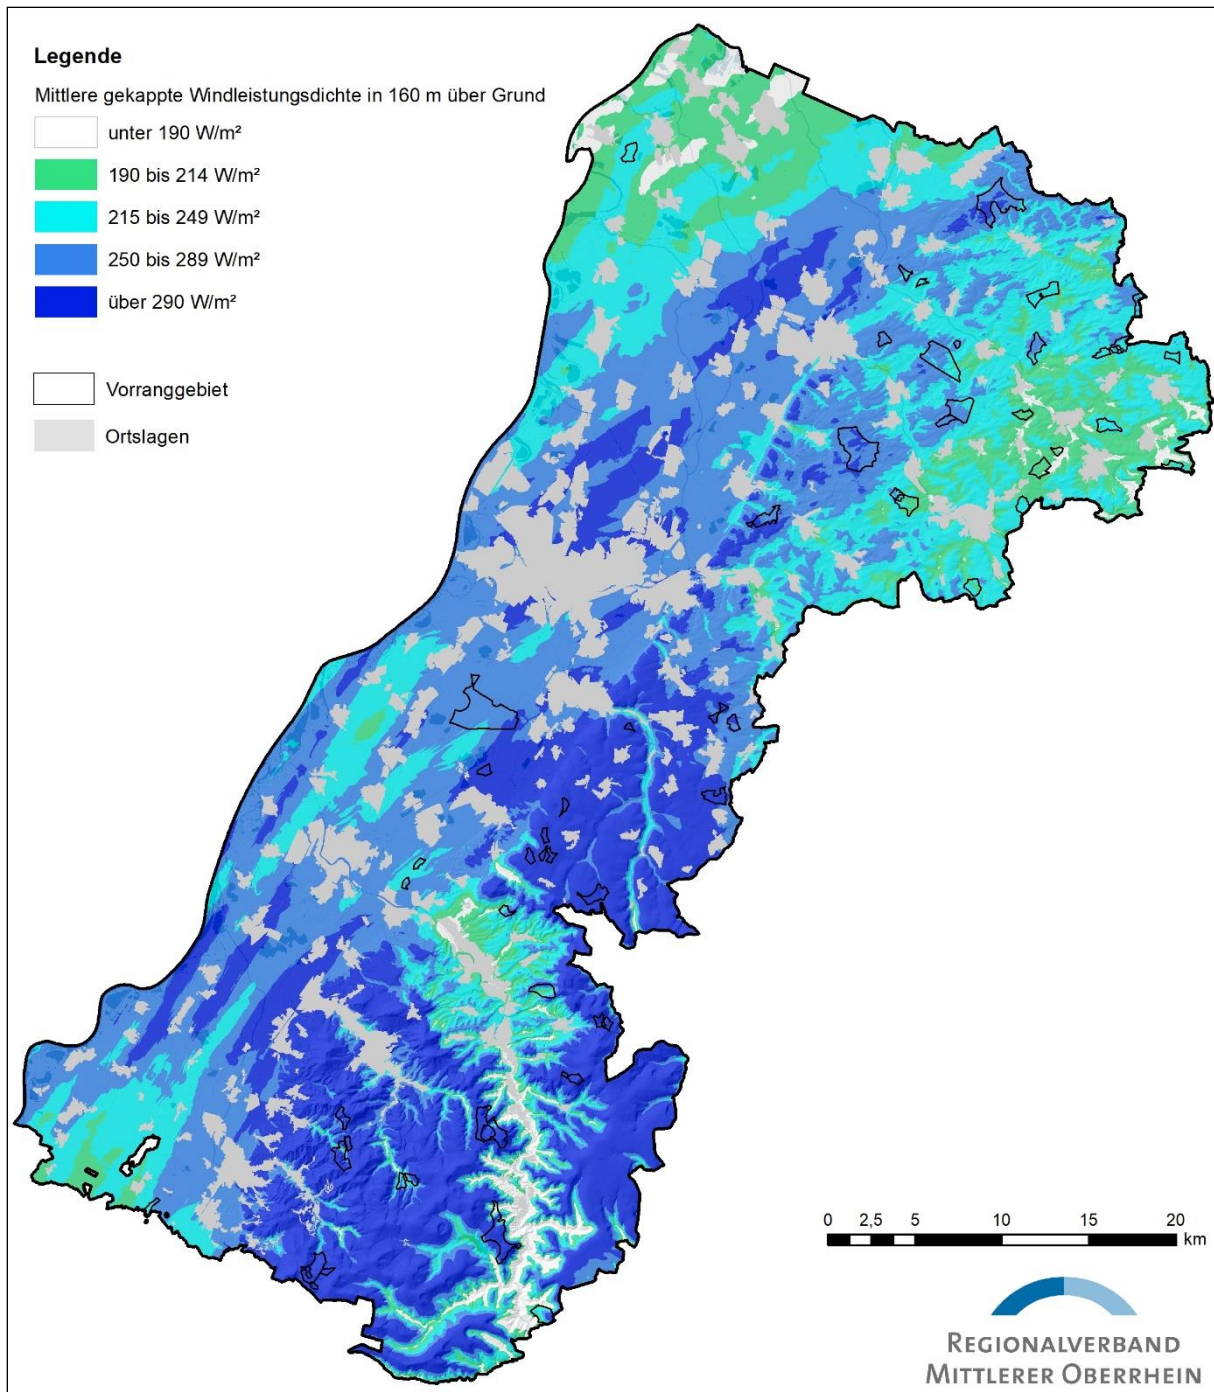 Legende
Mittlere gekappte Windleistungsdichte in 160 m über Grund
unter 190 W/m²
190 bis 214 W/m²
215 bis 249 W/m²
250 bis 289 W/m²
über 290 W/m²
Vorranggebiet
Ortslagen
0 2,5 5 10 15 20
km
REGIONALVERBAND
MITTLERER OBERRHEIN